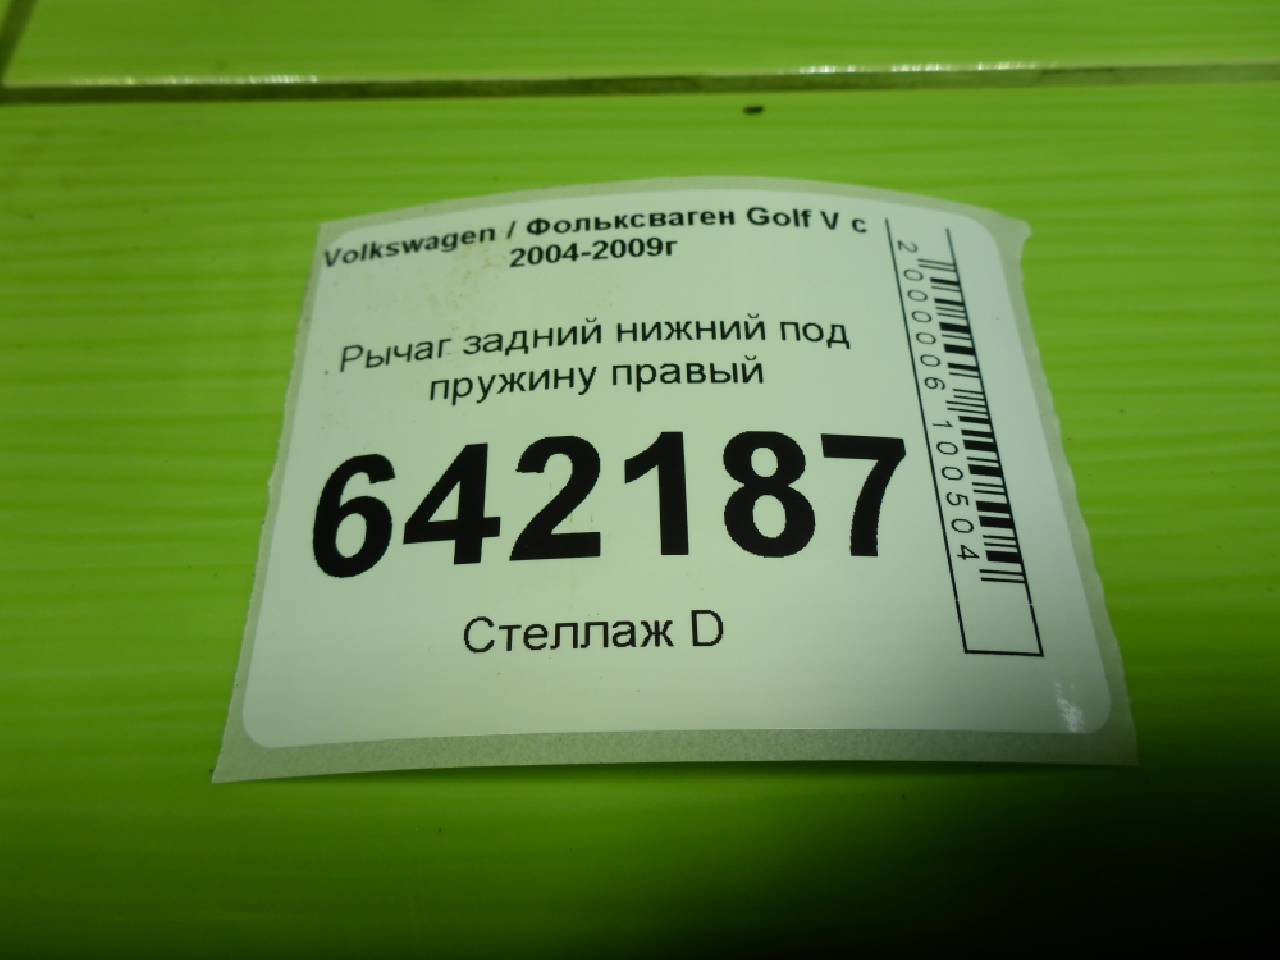 Volkswagen / Фольксваген Golf V с
2004-2009г
Рычаг задний нижний под
пружину правый
642187
Стеллаж D
2000006100504